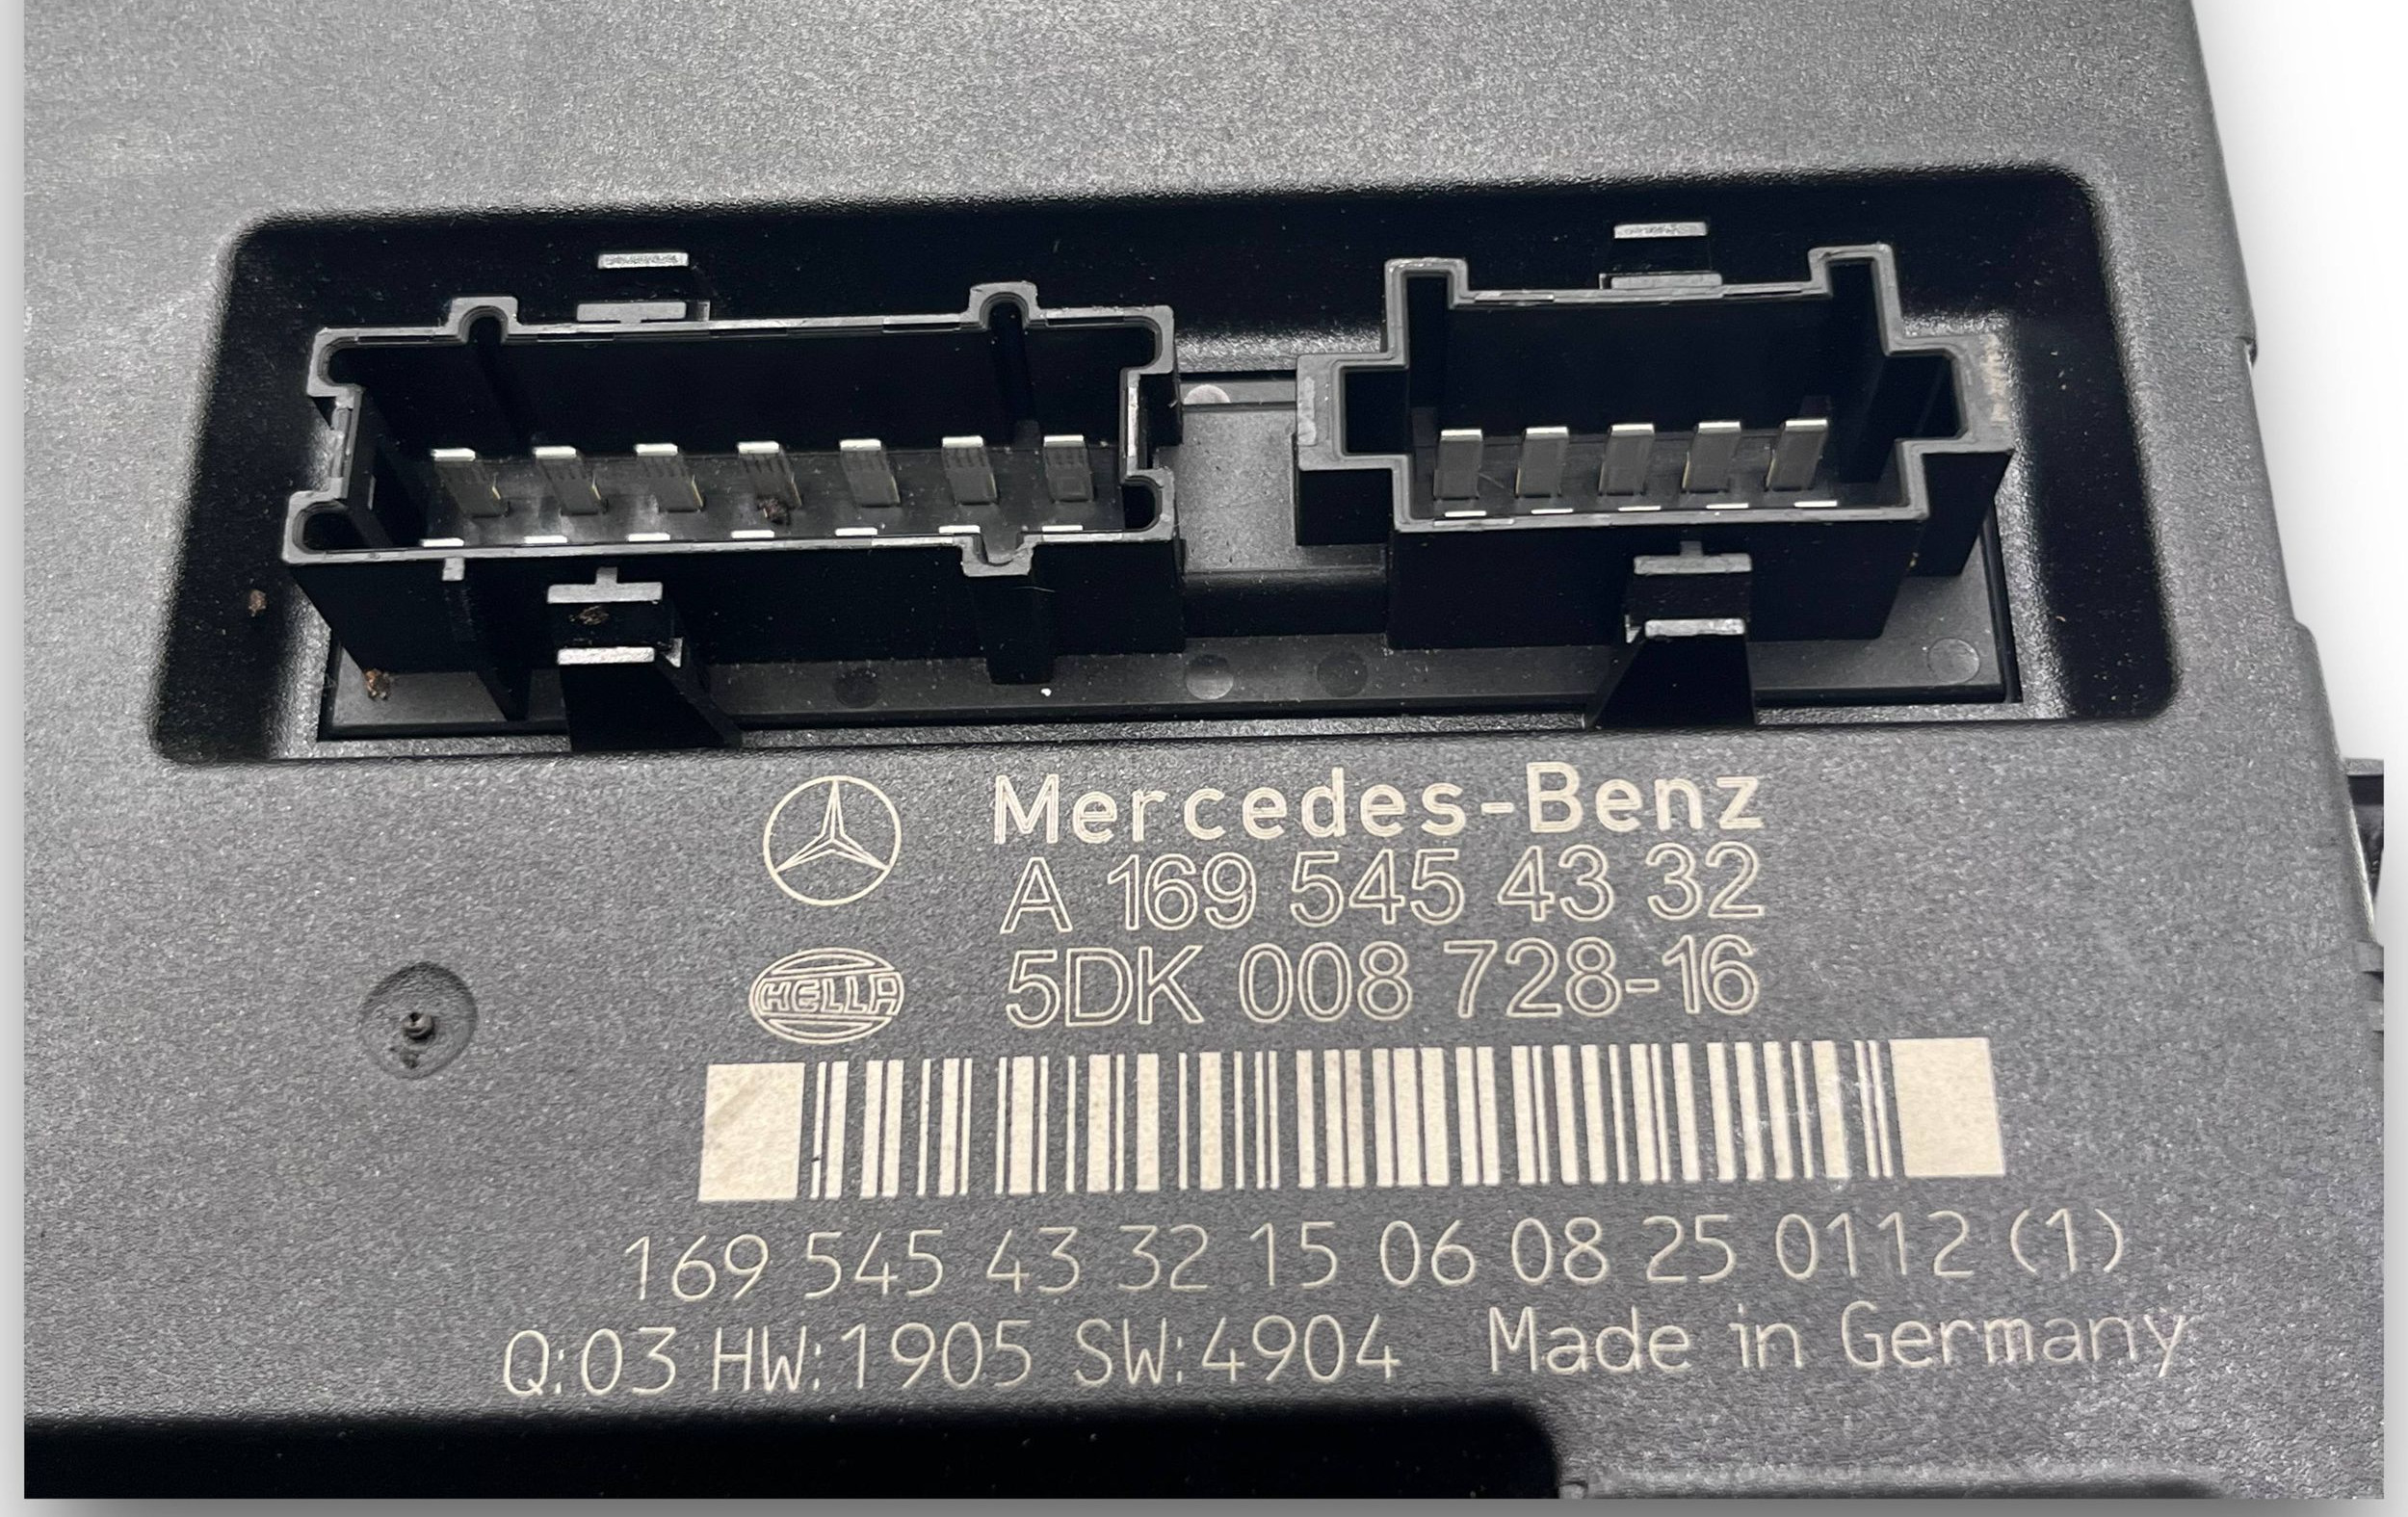 Mercedes-Benz
A 169 545 43 32
HELLA
5DK 008 728-16
169 545 43 32 15 06 08 25 0112 (1)
Q:03 HW:1905 SW:4904 Made in Germany